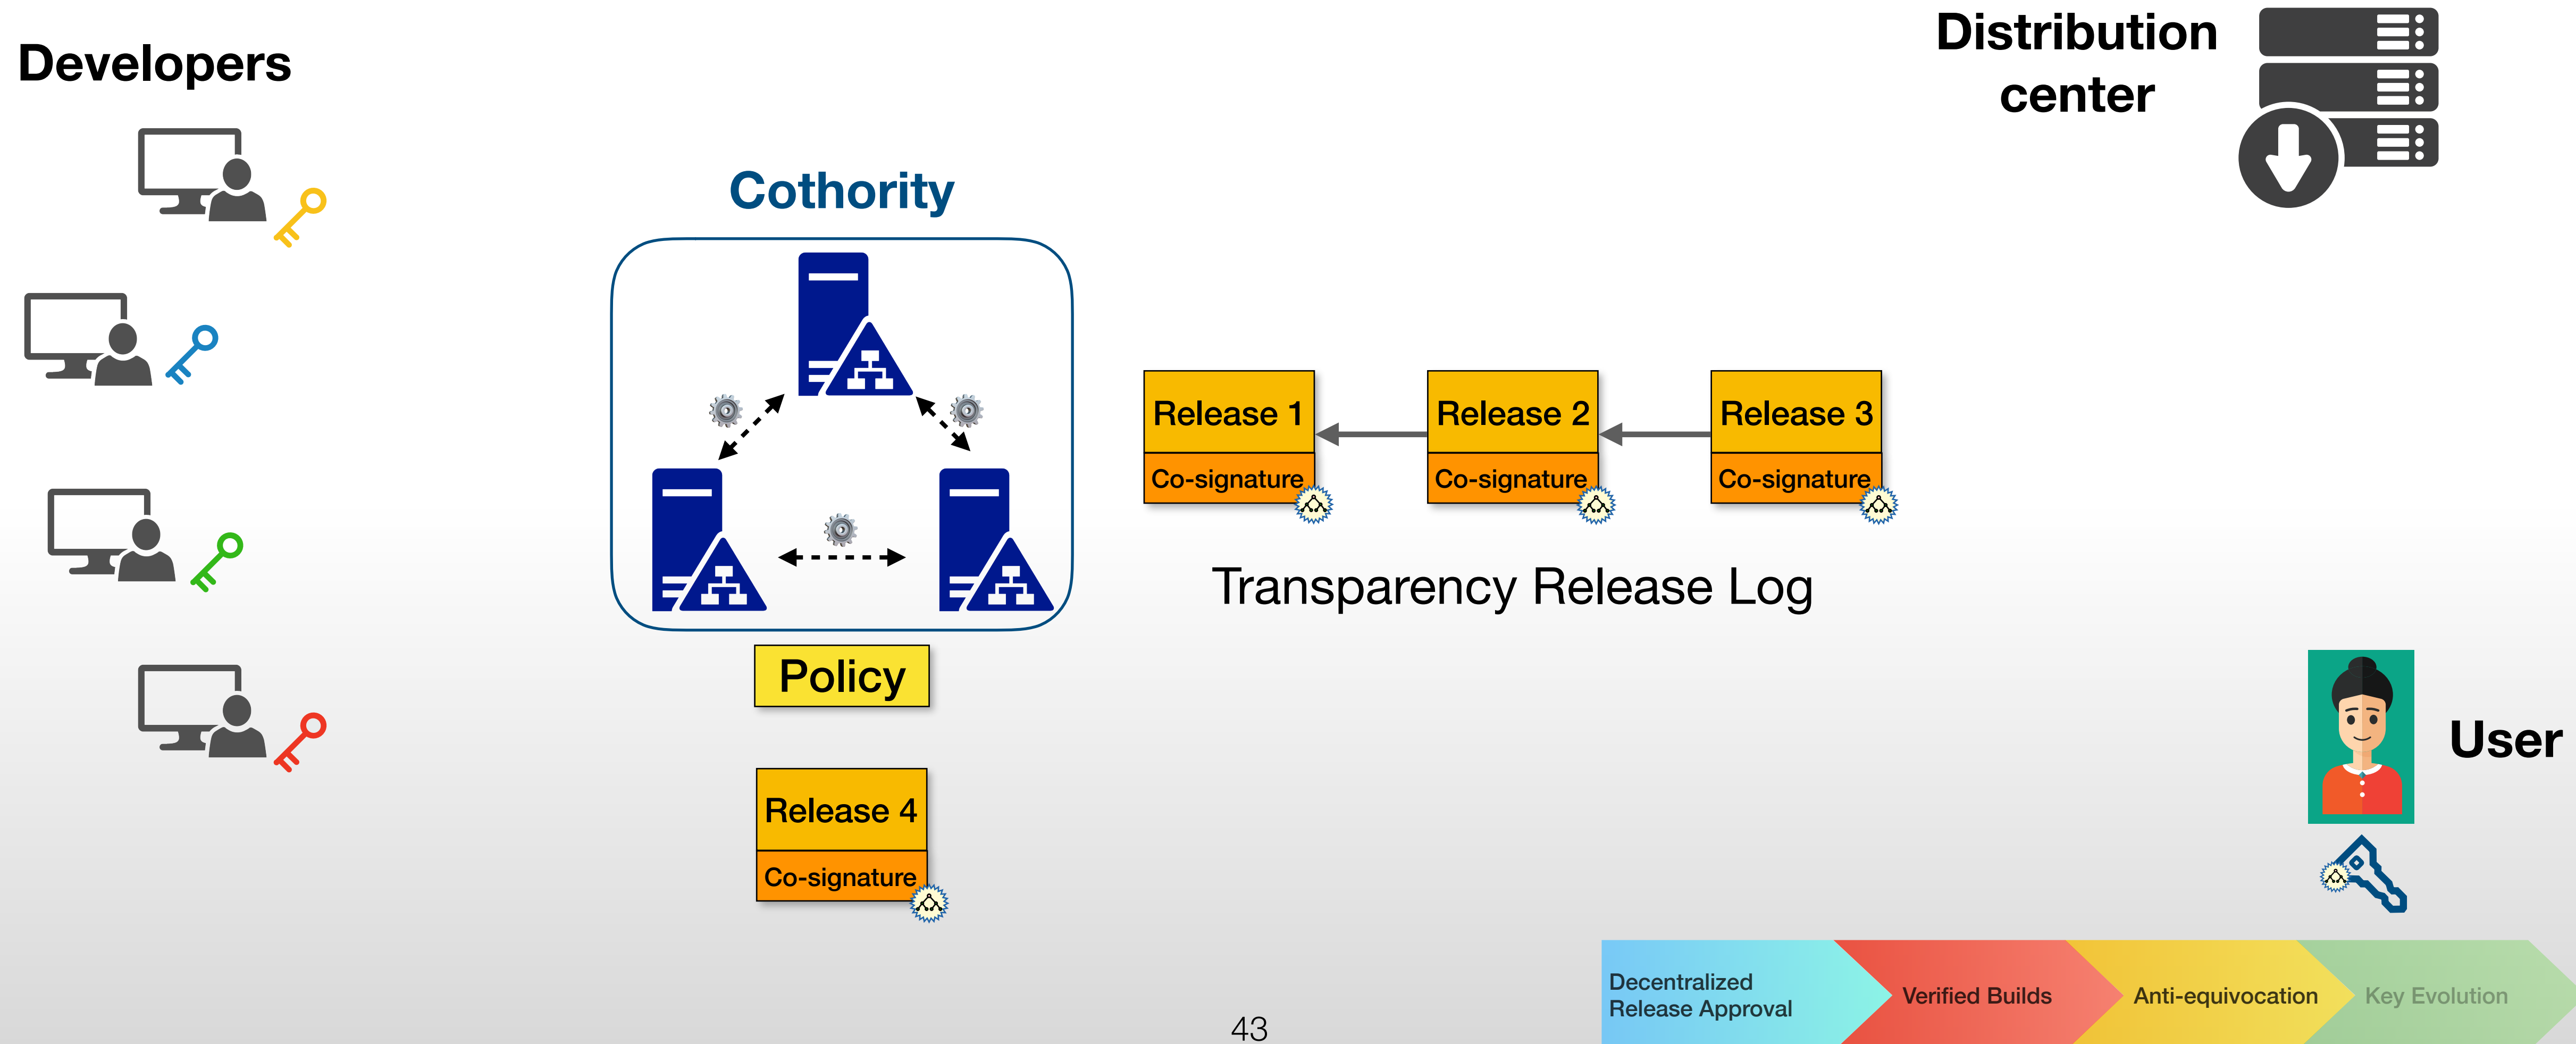 Developers
Distribution
center
Cothority
Release 1
Co-signature
Release 2
Co-signature
Release 3
Co-signature
Transparency Release Log
Policy
Release 4
Co-signature
User
Decentralized
Release Approval
Verified Builds
Anti-equivocation
Key Evolution
43